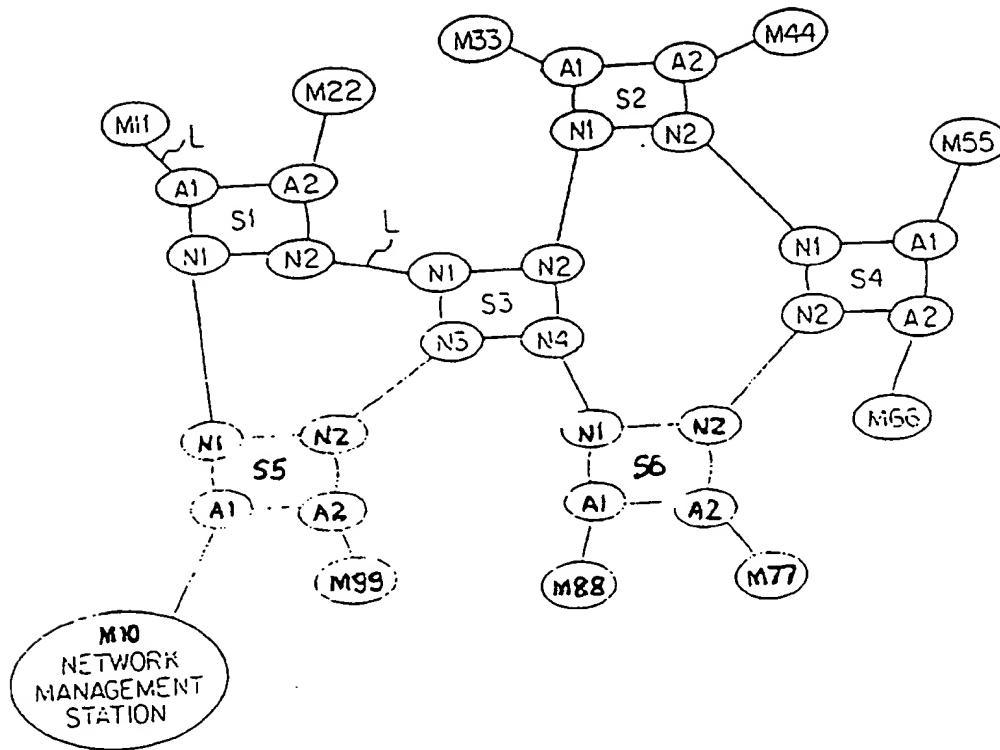 M33
M44
A1
A2
S2
N1
N2
M22
M11
L
A1
A2
S1
N1
N2
L
M55
N1
A1
S4
N2
A2
M66
N1
N2
S3
N3
N4
N1
N2
S5
A1
A2
M99
N1
N2
S6
A1
A2
M88
M77
M10
NETWORK
MANAGEMENT
STATION